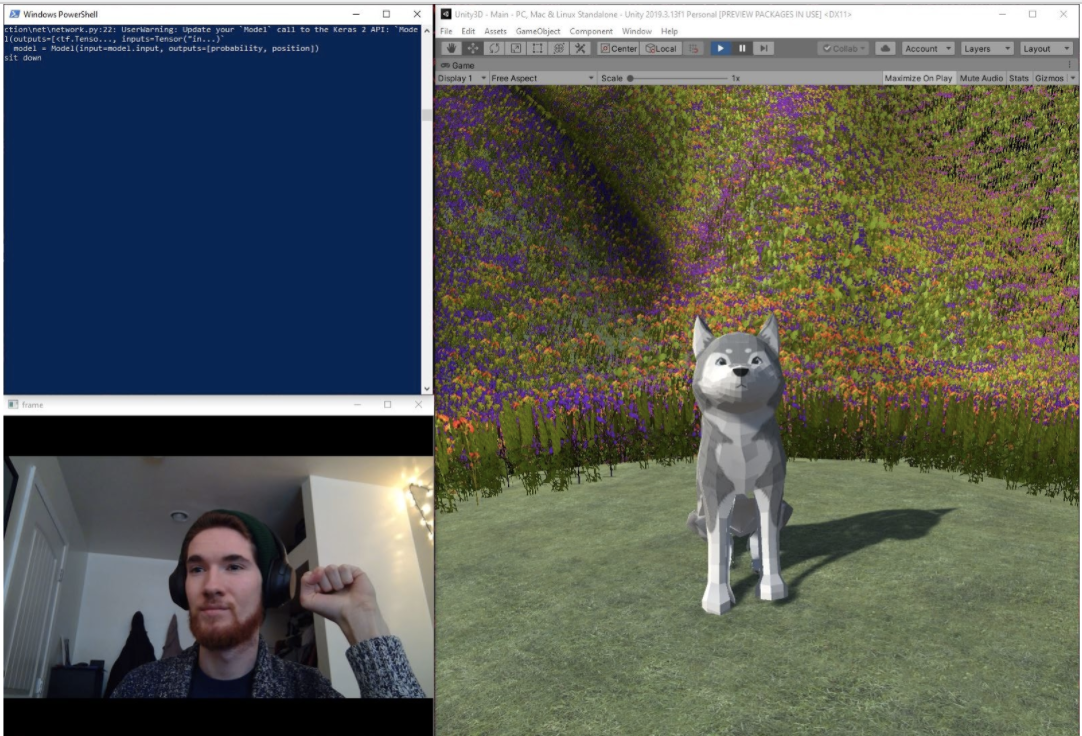 Windows PowerShell
ction\net\network.py:22: UserWarning: Update your `Model` call to the Keras 2 API: `Mode
l(outputs=[<tf.Tenso..., inputs=Tensor("in...)`
model = Model(input=model.input, outputs=[probability, position])
sit down
frame
Unity3D - Main - PC, Mac & Linux Standalone - Unity 2019.3.13f1 Personal [PREVIEW PACKAGES IN USE] <DX11>
File Edit Assets GameObject Component Window Help
Center Local Collab Account Layers Layout
Game
Display 1 Free Aspect Scale 1x Maximize On Play Mute Audio Stats Gizmos